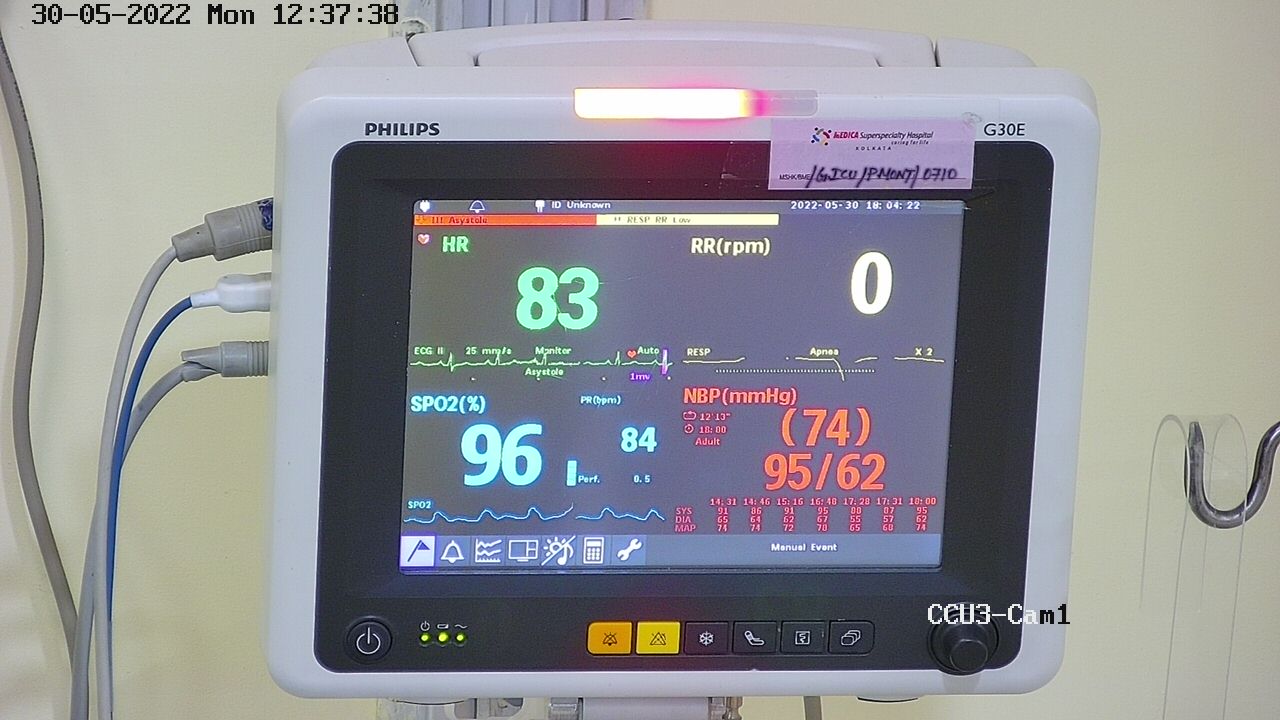 30-05-2022 Mon 12:37:38
PHILIPS
G30E
MEDICA Superspecialty Hospital
caring for life
KOLKATA
MSHK/BME/GICU/PMONT/0710
ID Unknown
2022-05-30 18:04:22
!!! Asystole
!! RESP RR Low
HR
RR(rpm)
83
0
ECG II 25 mm/s Monitor Auto
Asystole
1mv
RESP Apnea X 2
SPO2(%)
PR(bpm)
96
84
Perf. 0.5
NBP(mmHg)
12'13"
18:00
Adult
(74)
95/62
SPO2
14:31 14:46 15:16 16:48 17:28 17:31 18:00
SYS 91 86 91 95 88 87 95
DIA 65 64 62 67 55 57 62
MAP 74 74 72 78 65 68 74
Manual Event
CCU3-Cam1